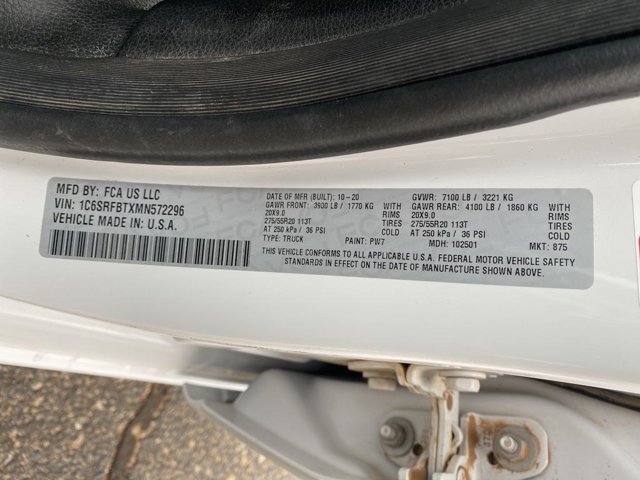 MFD BY: FCA US LLC
VIN: 1C6SRFBTXMN572296
VEHICLE MADE IN: U.S.A.
DATE OF MFR (BUILT): 10-20 GVWR: 7100 LB / 3221 KG
GAWR FRONT: 3900 LB / 1770 KG WITH GAWR REAR: 4100 LB / 1860 KG WITH
20X9.0 RIMS 20X9.0 RIMS
275/55R20 113T TIRES 275/55R20 113T TIRES
AT 250 kPa / 36 PSI COLD AT 250 kPa / 36 PSI COLD
TYPE: TRUCK PAINT: PW7 MDH: 102501 MKT: 875
THIS VEHICLE CONFORMS TO ALL APPLICABLE U.S.A. FEDERAL MOTOR VEHICLE SAFETY
STANDARDS IN EFFECT ON THE DATE OF MANUFACTURE SHOWN ABOVE.